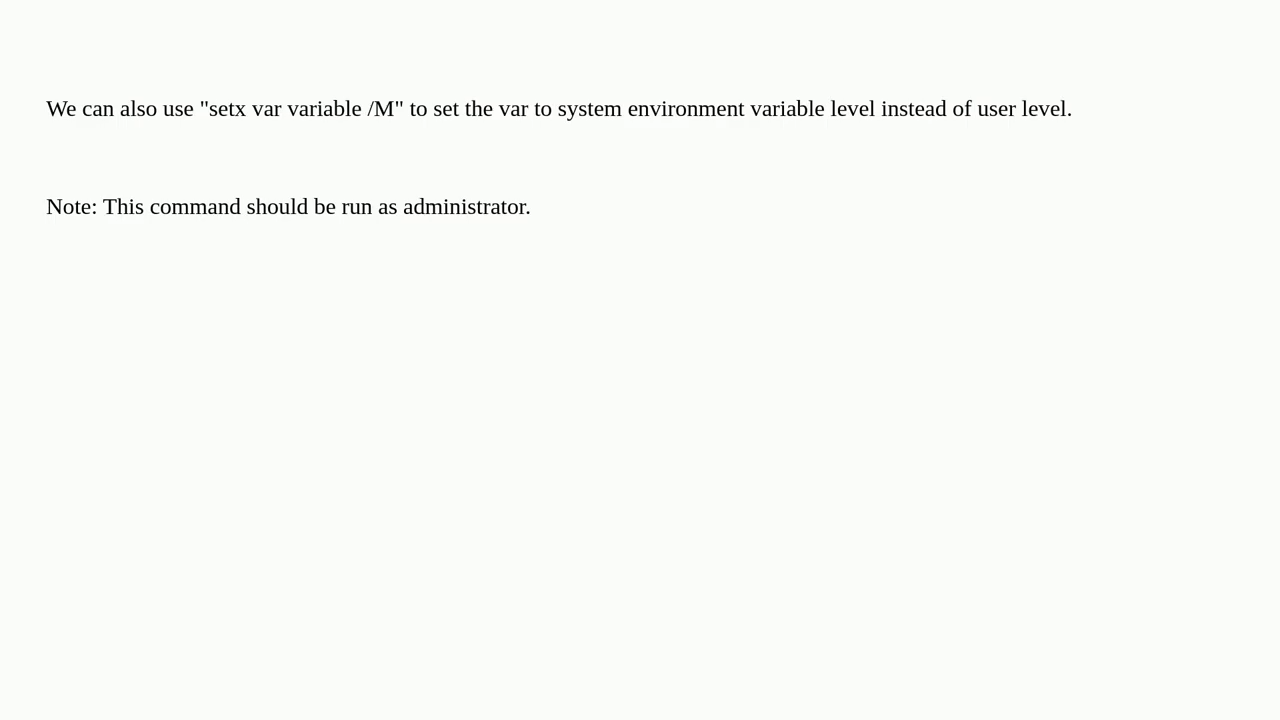 We can also use "setx var variable /M" to set the var to system environment variable level instead of user level.
Note: This command should be run as administrator.